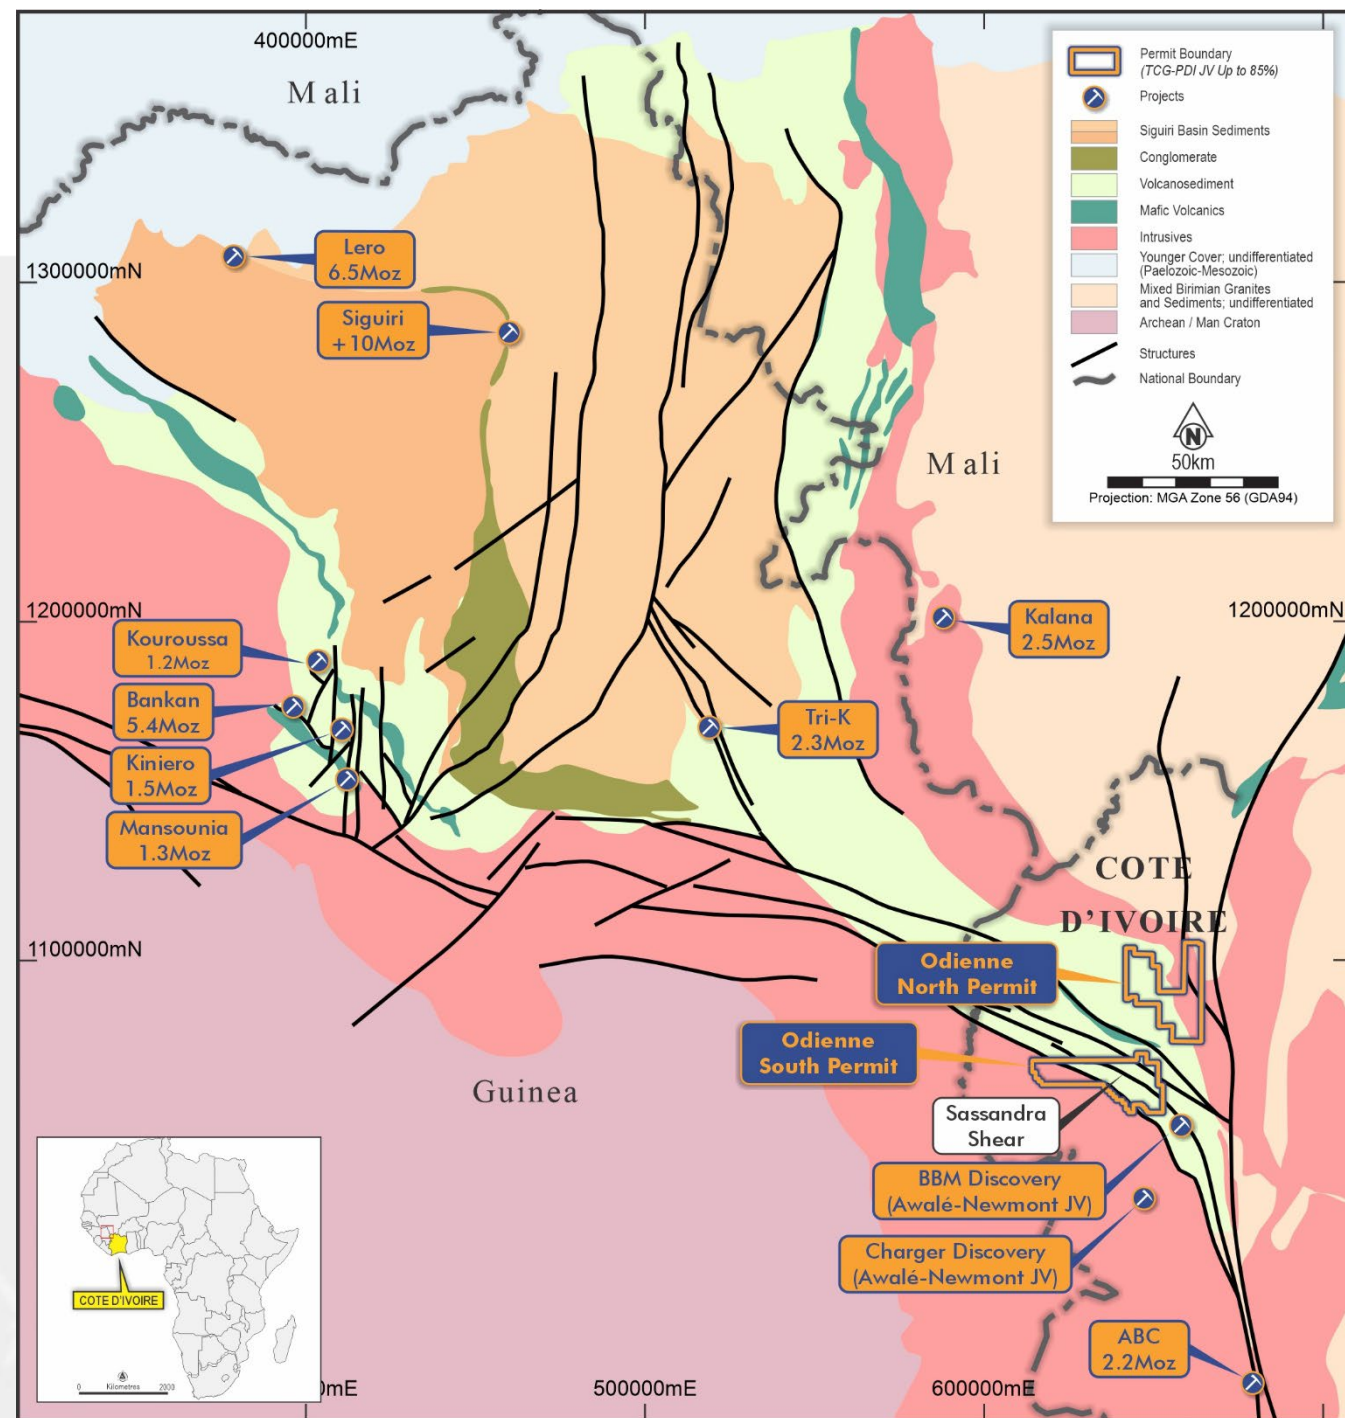 400000mE
Mali
Permit Boundary
(TCG-PDI JV Up to 85%)
Projects
Siguiri Basin Sediments
Conglomerate
Volcanosediment
Mafic Volcanics
Intrusives
Younger Cover; undifferentiated
(Paelozoic-Mesozoic)
Mixed Birimian Granites
and Sediments; undifferentiated
Archean / Man Craton
Structures
National Boundary
N
50km
Projection: MGA Zone 56 (GDA94)
Lero
6.5Moz
1300000mN
Siguiri
+10Moz
Mali
1200000mN
1200000mN
Kalana
2.5Moz
Kouroussa
1.2Moz
Bankan
5.4Moz
Tri-K
2.3Moz
Kiniero
1.5Moz
Mansounia
1.3Moz
COTE
D'IVOIRE
1100000mN
Odienne
North Permit
Odienne
South Permit
Guinea
Sassandra
Shear
BBM Discovery
(Awalé-Newmont JV)
Charger Discovery
(Awalé-Newmont JV)
COTE D'IVOIRE
0 Kilometres 2000
ABC
2.2Moz
mE
500000mE
600000mE